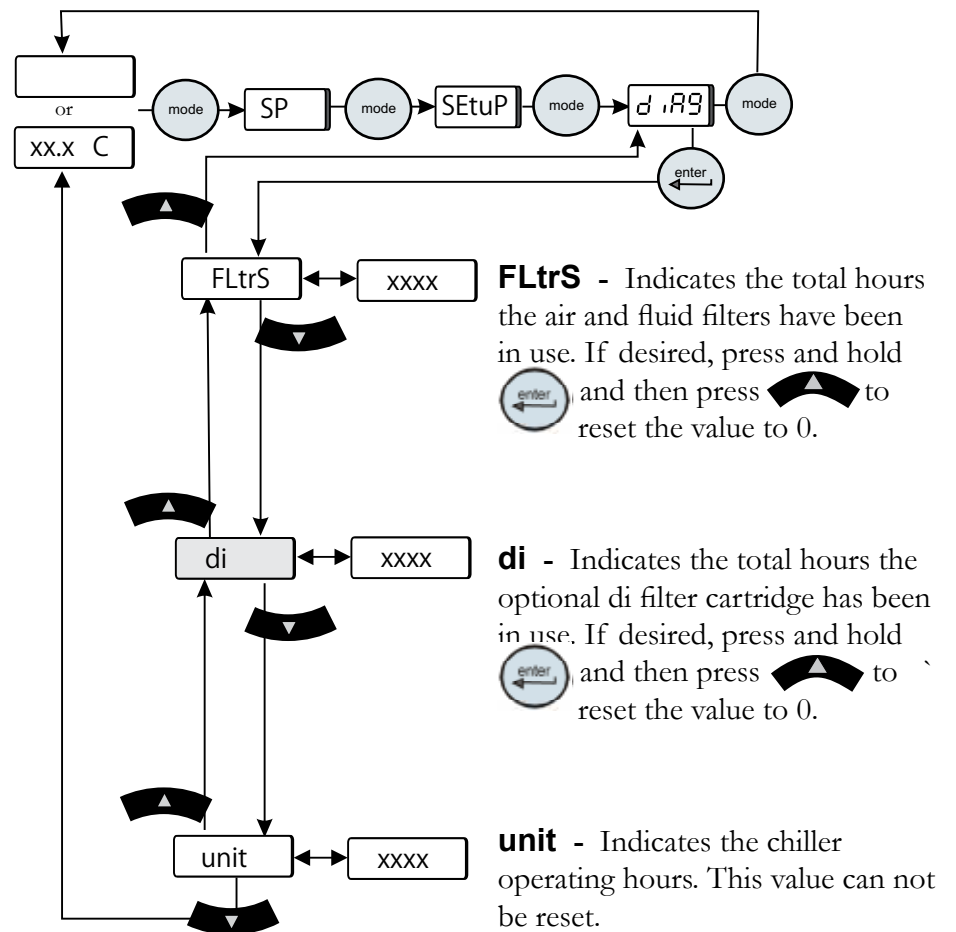 or
xx.x C
mode
SP
mode
SEtuP
mode
diAg
mode
enter
FLtrS
xxxx
FLtrS - Indicates the total hours
the air and fluid filters have been
in use. If desired, press and hold
enter and then press to
reset the value to 0.
di
xxxx
di - Indicates the total hours the
optional di filter cartridge has been
in use. If desired, press and hold
enter and then press to `
reset the value to 0.
unit
xxxx
unit - Indicates the chiller
operating hours. This value can not
be reset.